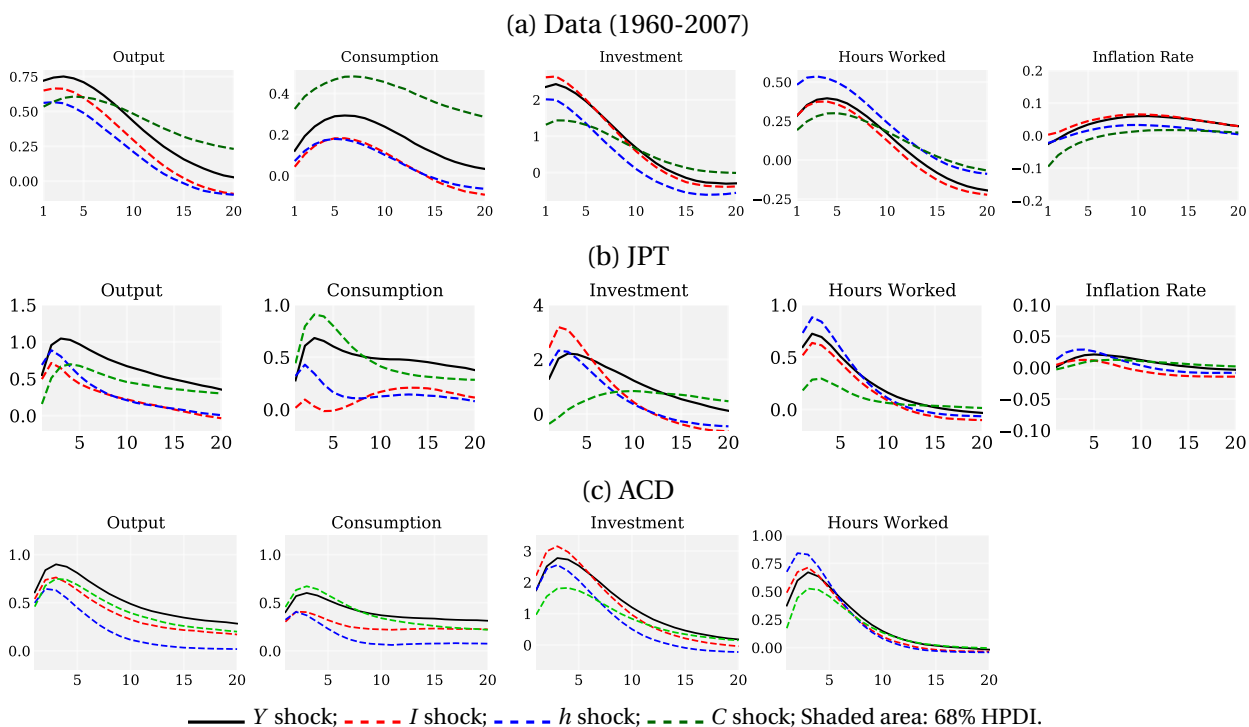 (a) Data (1960-2007)
Output Consumption Investment Hours Worked Inflation Rate
0.75 0.50 0.25 0.00
0.4 0.2 0.0
2 1 0
0.50 0.25 0.00 −0.25
0.2 0.1 0.0 −0.1 −0.2
1 5 10 15 20 1 5 10 15 20 1 5 10 15 20 1 5 10 15 20 1 5 10 15 20
(b) JPT
Output Consumption Investment Hours Worked Inflation Rate
1.5 1.0 0.5 0.0
1.0 0.5 0.0
4 2 0
1.0 0.5 0.0
0.10 0.05 0.00 −0.05 −0.10
5 10 15 20 5 10 15 20 5 10 15 20 5 10 15 20 5 10 15 20
(c) ACD
Output Consumption Investment Hours Worked
1.0 0.5 0.0
1.0 0.5 0.0
3 2 1 0
1.00 0.75 0.50 0.25 0.00
5 10 15 20 5 10 15 20 5 10 15 20 5 10 15 20
Y shock; I shock; h shock; C shock; Shaded area: 68% HPDI.